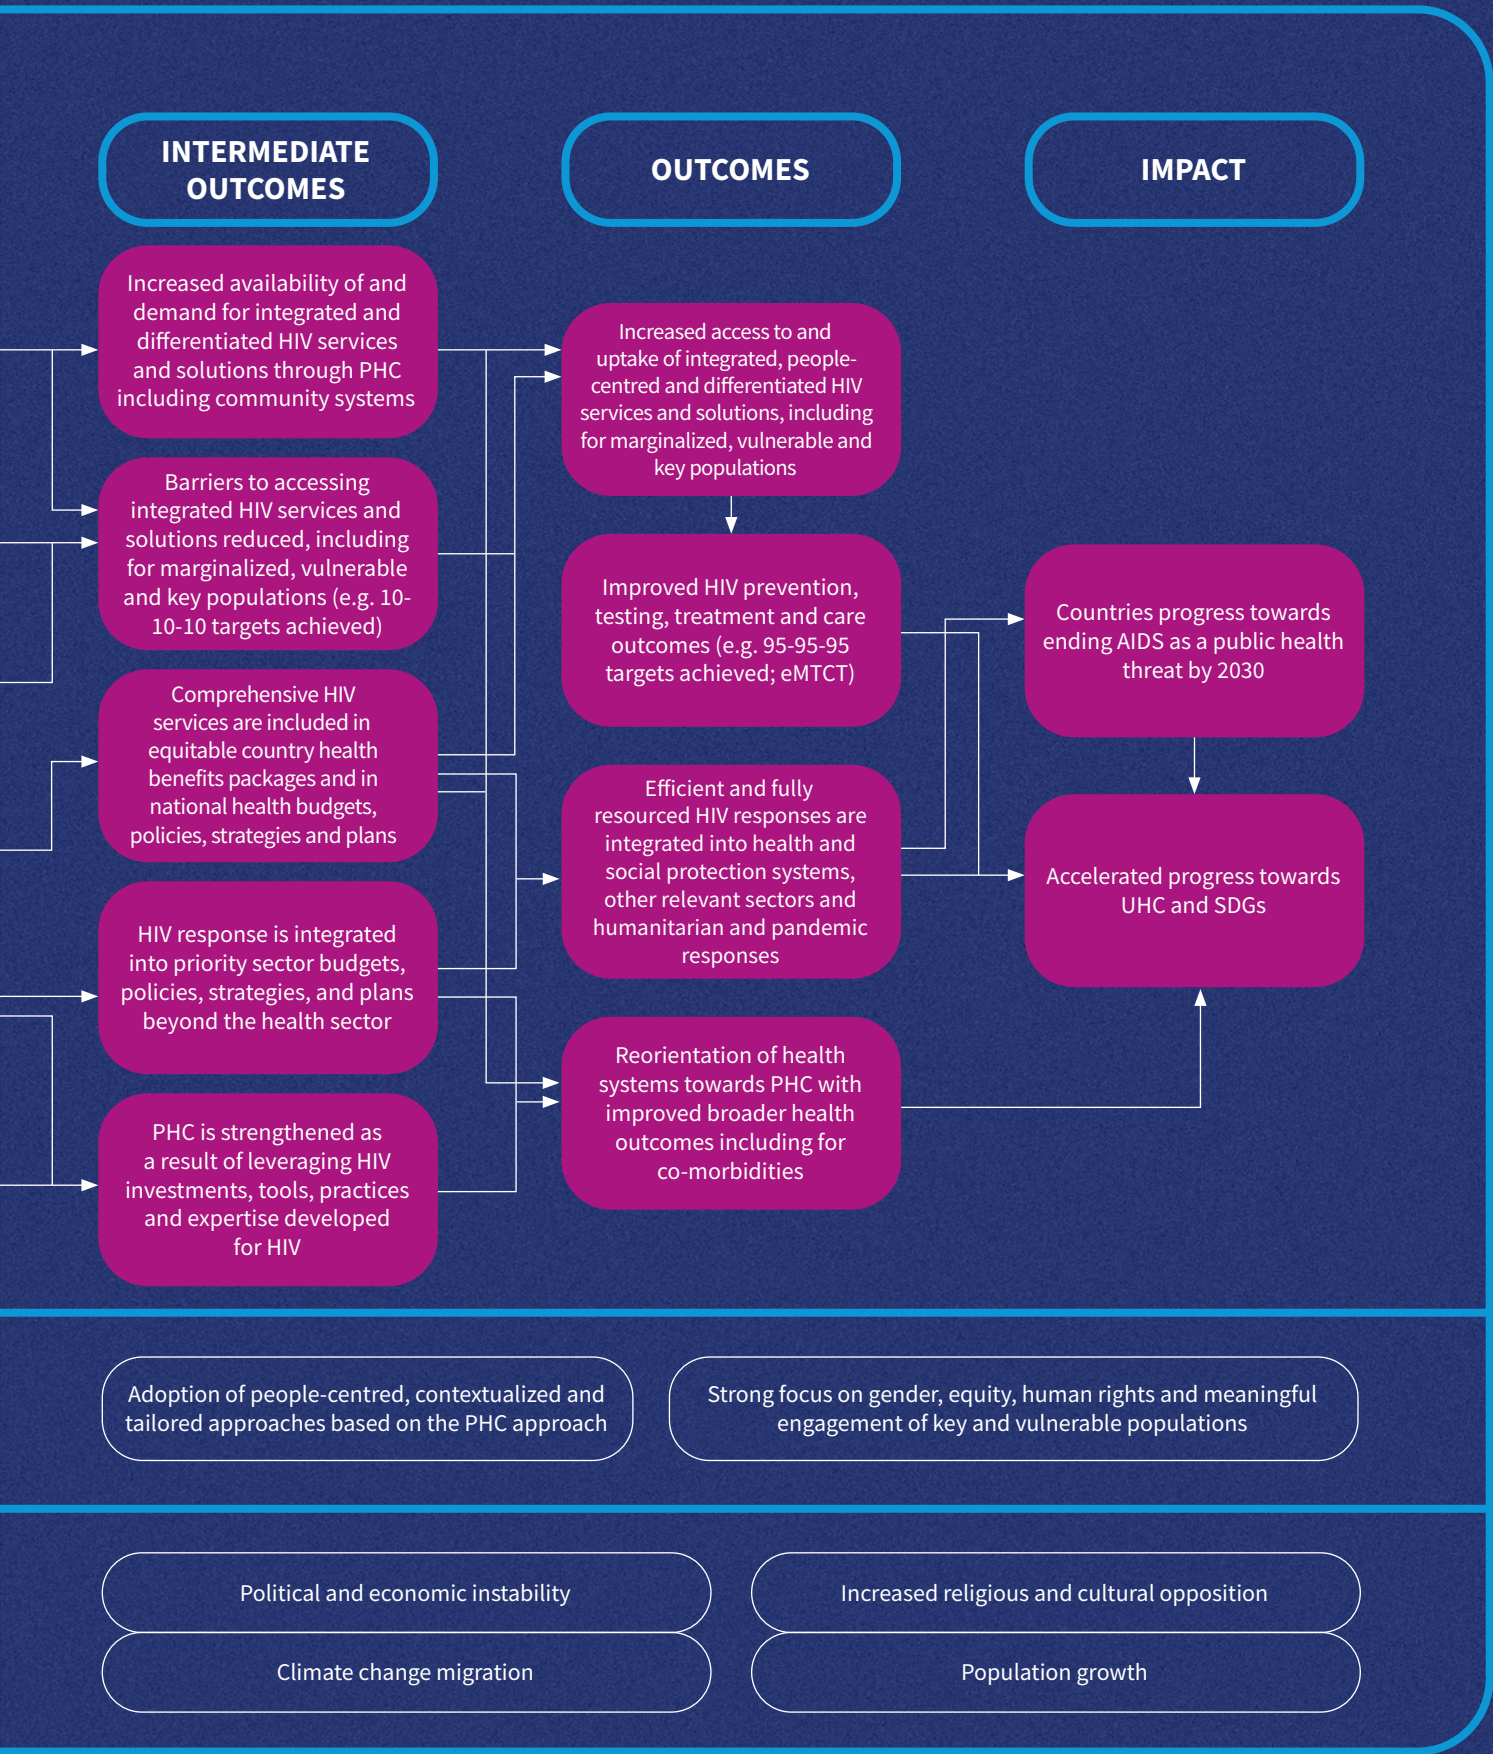 INTERMEDIATE
OUTCOMES
Increased availability of and
demand for integrated and
differentiated HIV services
and solutions through PHC
including community systems
Barriers to accessing
integrated HIV services and
solutions reduced, including
for marginalized, vulnerable
and key populations (e.g. 10-
10-10 targets achieved)
Comprehensive HIV
services are included in
equitable country health
benefits packages and in
national health budgets,
policies, strategies and plans
HIV response is integrated
into priority sector budgets,
policies, strategies, and plans
beyond the health sector
PHC is strengthened as
a result of leveraging HIV
investments, tools, practices
and expertise developed
for HIV
OUTCOMES
Increased access to and
uptake of integrated, people-
centred and differentiated HIV
services and solutions, including
for marginalized, vulnerable and
key populations
Improved HIV prevention,
testing, treatment and care
outcomes (e.g. 95-95-95
targets achieved; eMTCT)
Efficient and fully
resourced HIV responses are
integrated into health and
social protection systems,
other relevant sectors and
humanitarian and pandemic
responses
Reorientation of health
systems towards PHC with
improved broader health
outcomes including for
co-morbidities
IMPACT
Countries progress towards
ending AIDS as a public health
threat by 2030
Accelerated progress towards
UHC and SDGs
Adoption of people-centred, contextualized and
tailored approaches based on the PHC approach
Strong focus on gender, equity, human rights and meaningful
engagement of key and vulnerable populations
Political and economic instability
Increased religious and cultural opposition
Climate change migration
Population growth